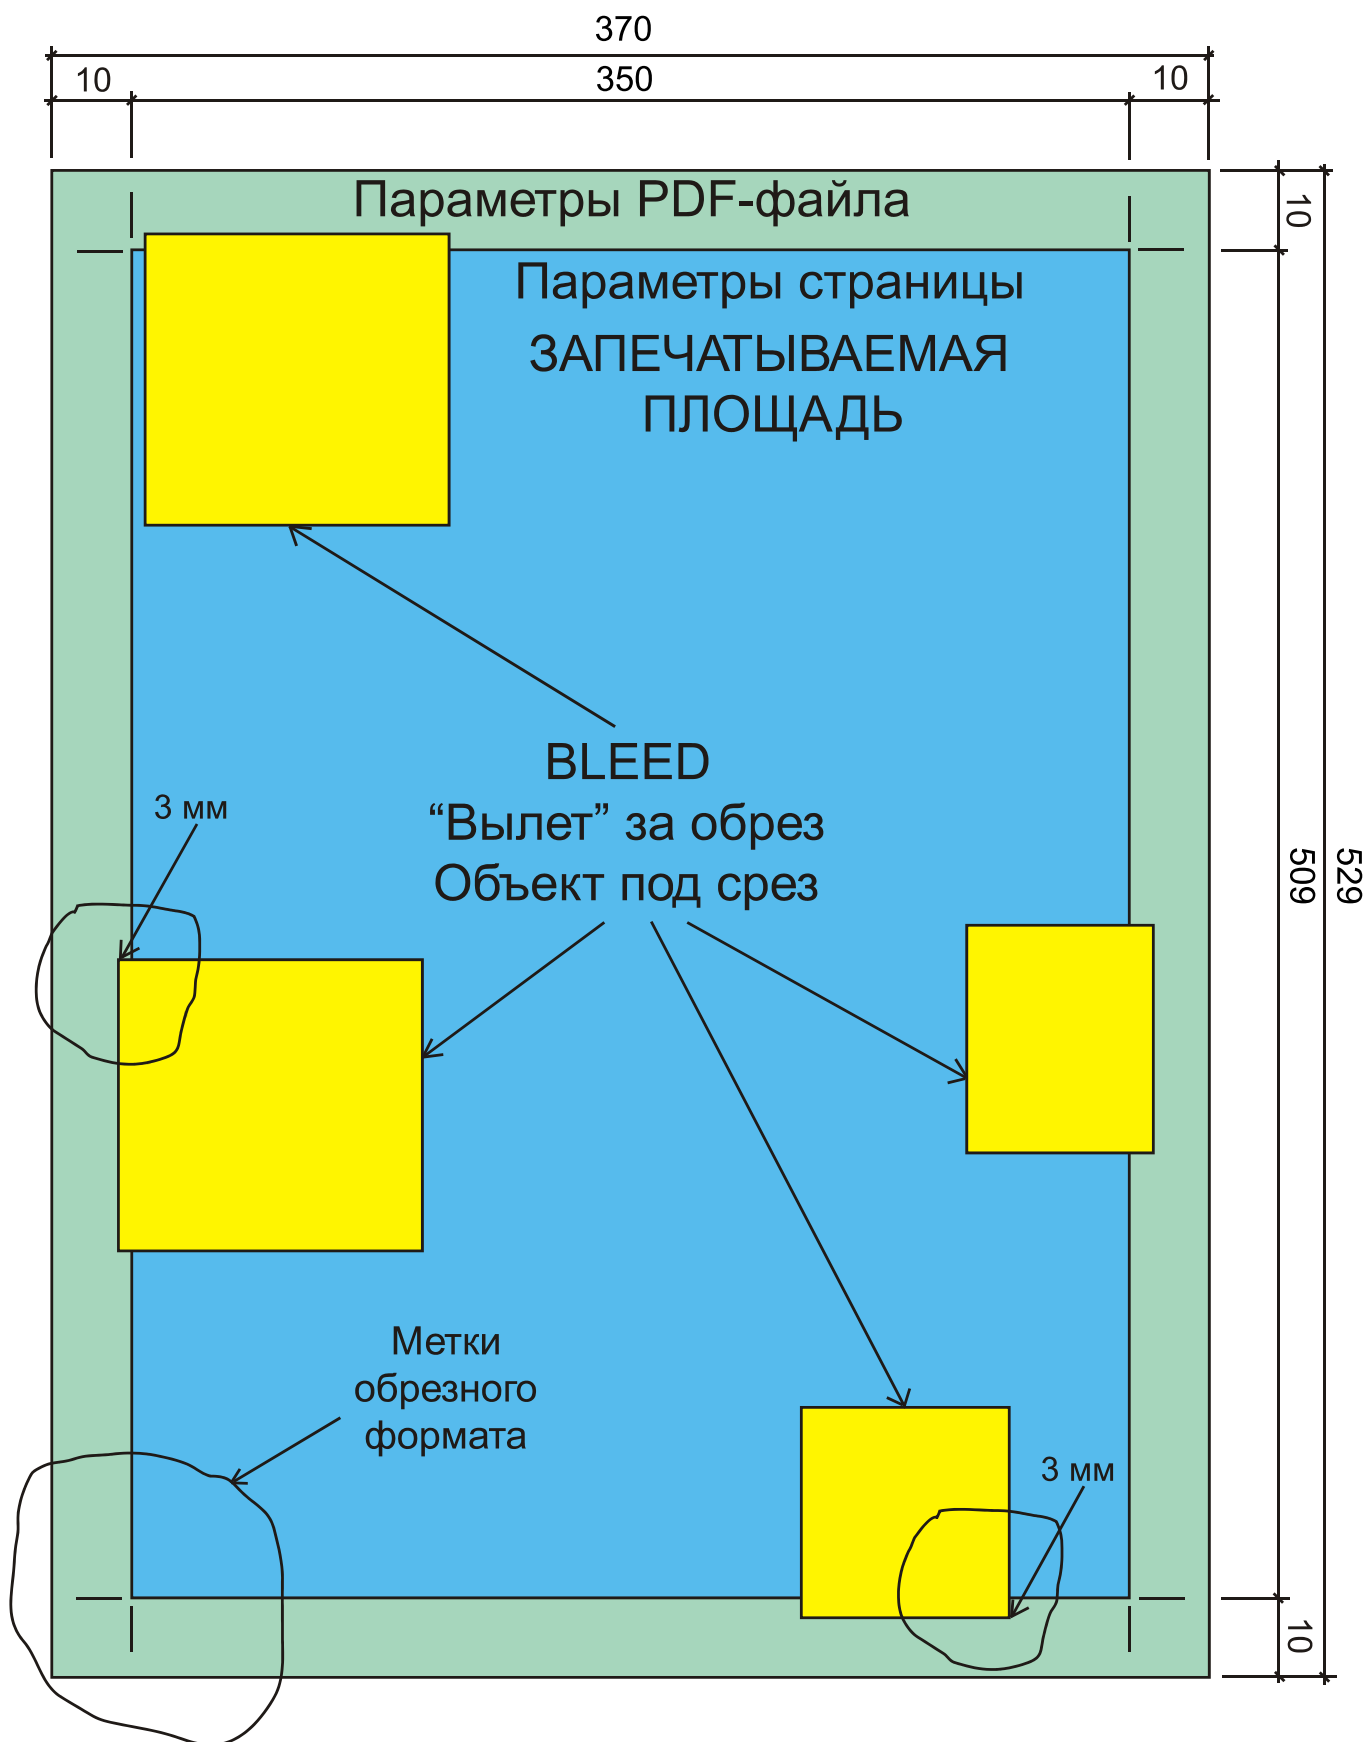 370
10
350
10
Параметры PDF-файла
10
Параметры страницы
ЗАПЕЧАТЫВАЕМАЯ
ПЛОЩАДЬ
BLEED
“Вылет” за обрез
Объект под срез
3 мм
509
529
Метки
обрезного
формата
3 мм
10